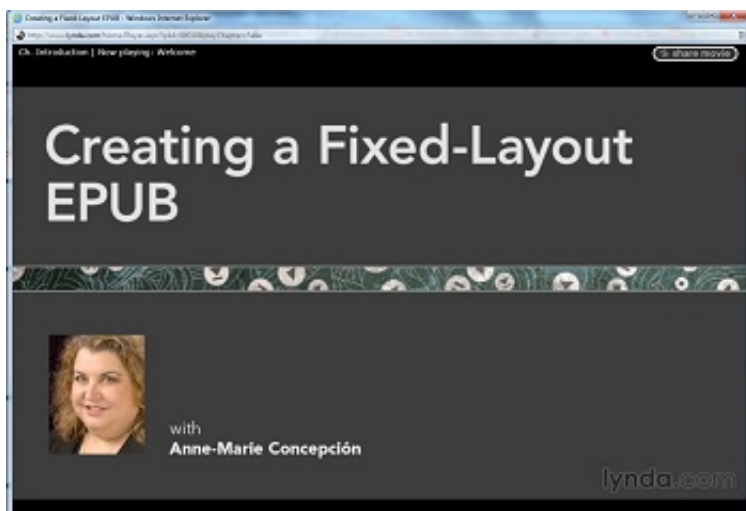 Creating a Fixed-Layout EPUB - Windows Internet Explorer
Ch. Introduction | Now playing: Welcome
share movie
Creating a Fixed-Layout
EPUB
with
Anne-Marie Concepción
lynda.com